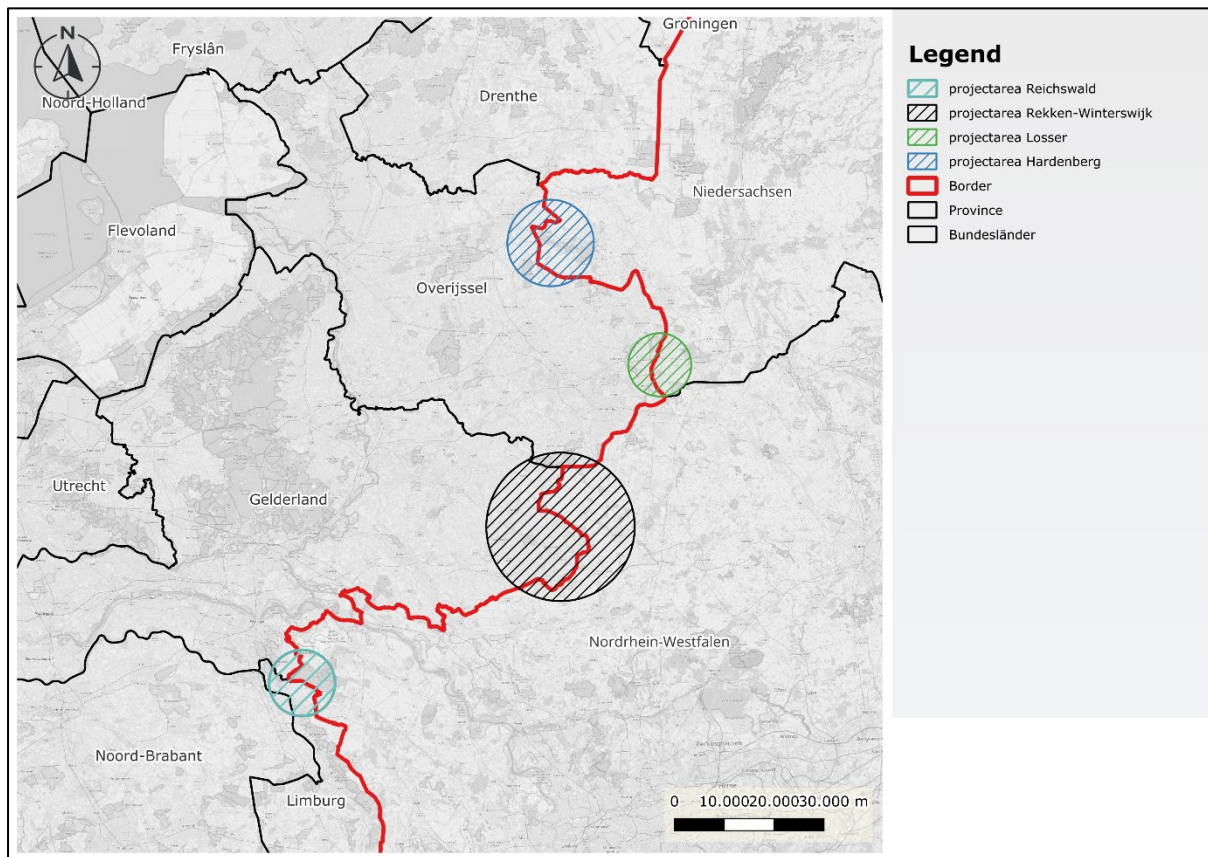 Groningen
Fryslân
N
Noord-Holland
Drenthe
Niedersachsen
Flevoland
Overijssel
Utrecht
Gelderland
Nordrhein-Westfalen
Noord-Brabant
Limburg
0 10.00020.00030.000 m
Legend
projectarea Reichswald
projectarea Rekken-Winterswijk
projectarea Losser
projectarea Hardenberg
Border
Province
Bundesländer